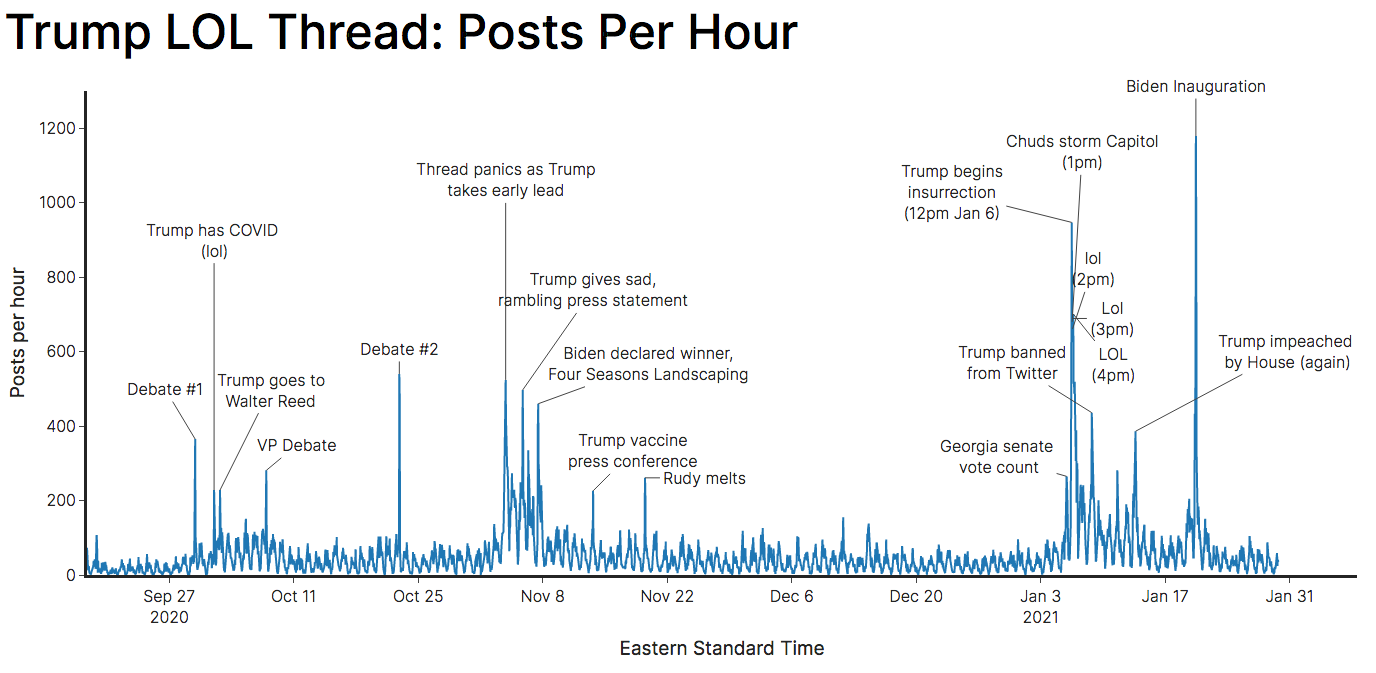 Trump LOL Thread: Posts Per Hour
Biden Inauguration
1200
Chuds storm Capitol
(1pm)
Thread panics as Trump
takes early lead
Trump begins
insurrection
(12pm Jan 6)
1000
Trump has COVID
(lol)
lol
(2pm)
800
Trump gives sad,
rambling press statement
Lol
(3pm)
600
Debate #2
Biden declared winner,
Four Seasons Landscaping
Trump banned
from Twitter
LOL
(4pm)
Trump impeached
by House (again)
Debate #1
Trump goes to
Walter Reed
400
VP Debate
Trump vaccine
press conference
Georgia senate
vote count
Rudy melts
200
0
Posts per hour
Sep 27
2020
Oct 11
Oct 25
Nov 8
Nov 22
Dec 6
Dec 20
Jan 3
2021
Jan 17
Jan 31
Eastern Standard Time